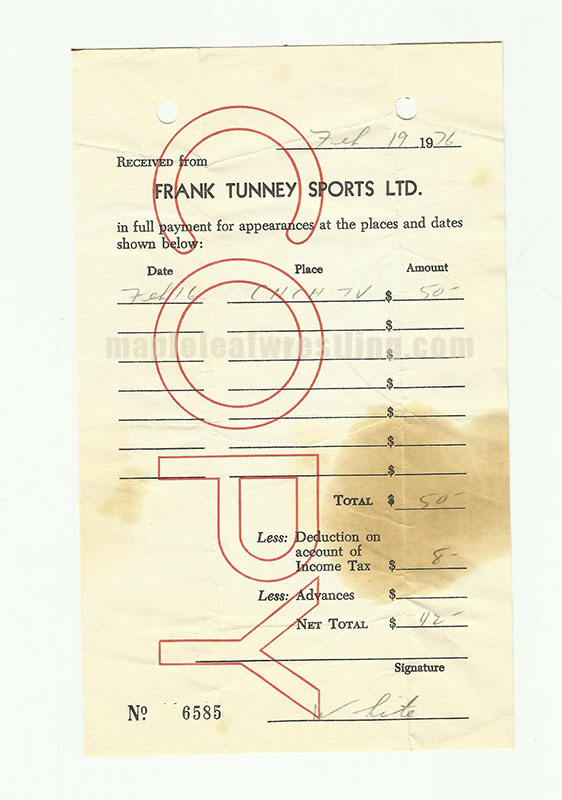 Feb 19 1976
RECEIVED from
FRANK TUNNEY SPORTS LTD.
in full payment for appearances at the places and dates
shown below:
Date Place Amount
Feb 16 CHCH TV $ 50-
$
mapleleafwrestling.com
$
$
$
$
$
TOTAL $ 50-
Less: Deduction on
account of
Income Tax $ 8-
Less: Advances $
NET TOTAL $ 42-
Signature
No 6585 White
COPY